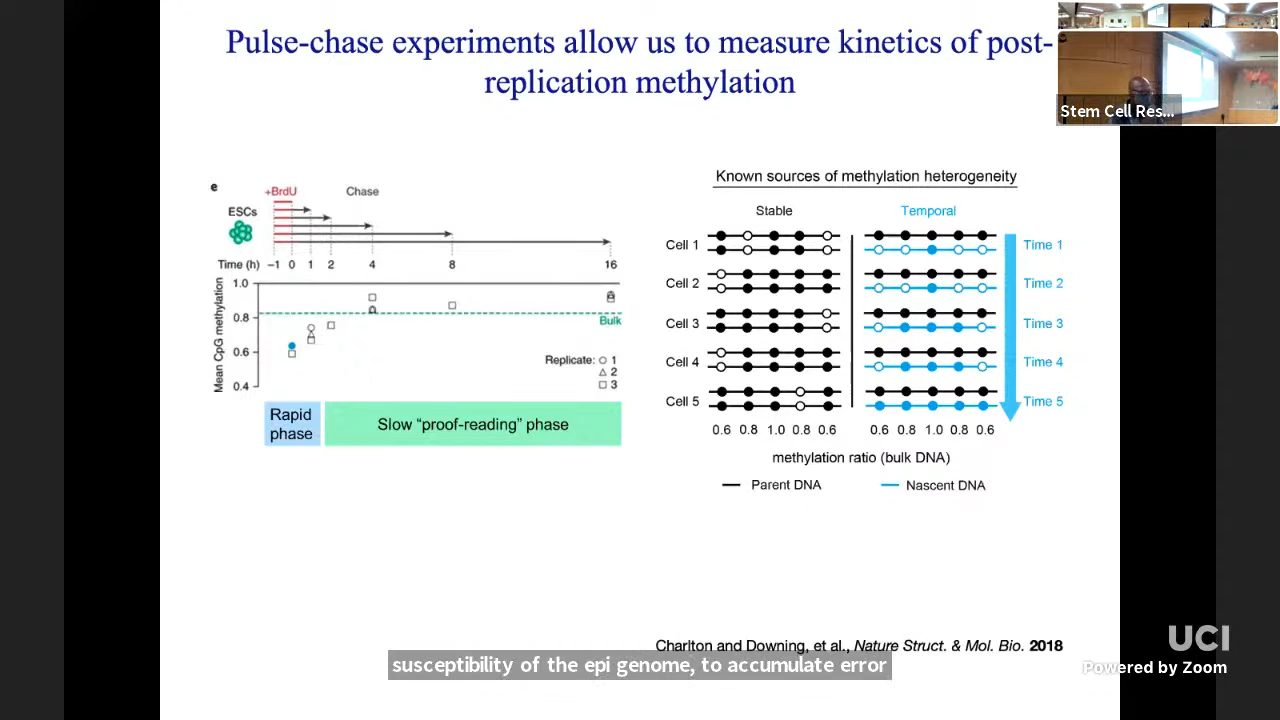 Pulse-chase experiments allow us to measure kinetics of post-
replication methylation
Stem Cell Res...
e
+BrdU
Chase
ESCs
Time (h) −1 0 1 2 4 8 16
Mean CpG methylation
1.0
0.8
0.6
0.4
Bulk
Replicate: ○ 1
△ 2
□ 3
Rapid
phase
Slow “proof-reading” phase
Known sources of methylation heterogeneity
Stable
Temporal
Cell 1
Time 1
Cell 2
Time 2
Cell 3
Time 3
Cell 4
Time 4
Cell 5
Time 5
0.6 0.8 1.0 0.8 0.6
0.6 0.8 1.0 0.8 0.6
methylation ratio (bulk DNA)
Parent DNA
Nascent DNA
Charlton and Downing, et al., Nature Struct. & Mol. Bio. 2018
susceptibility of the epi genome, to accumulate error
UCI
Powered by Zoom